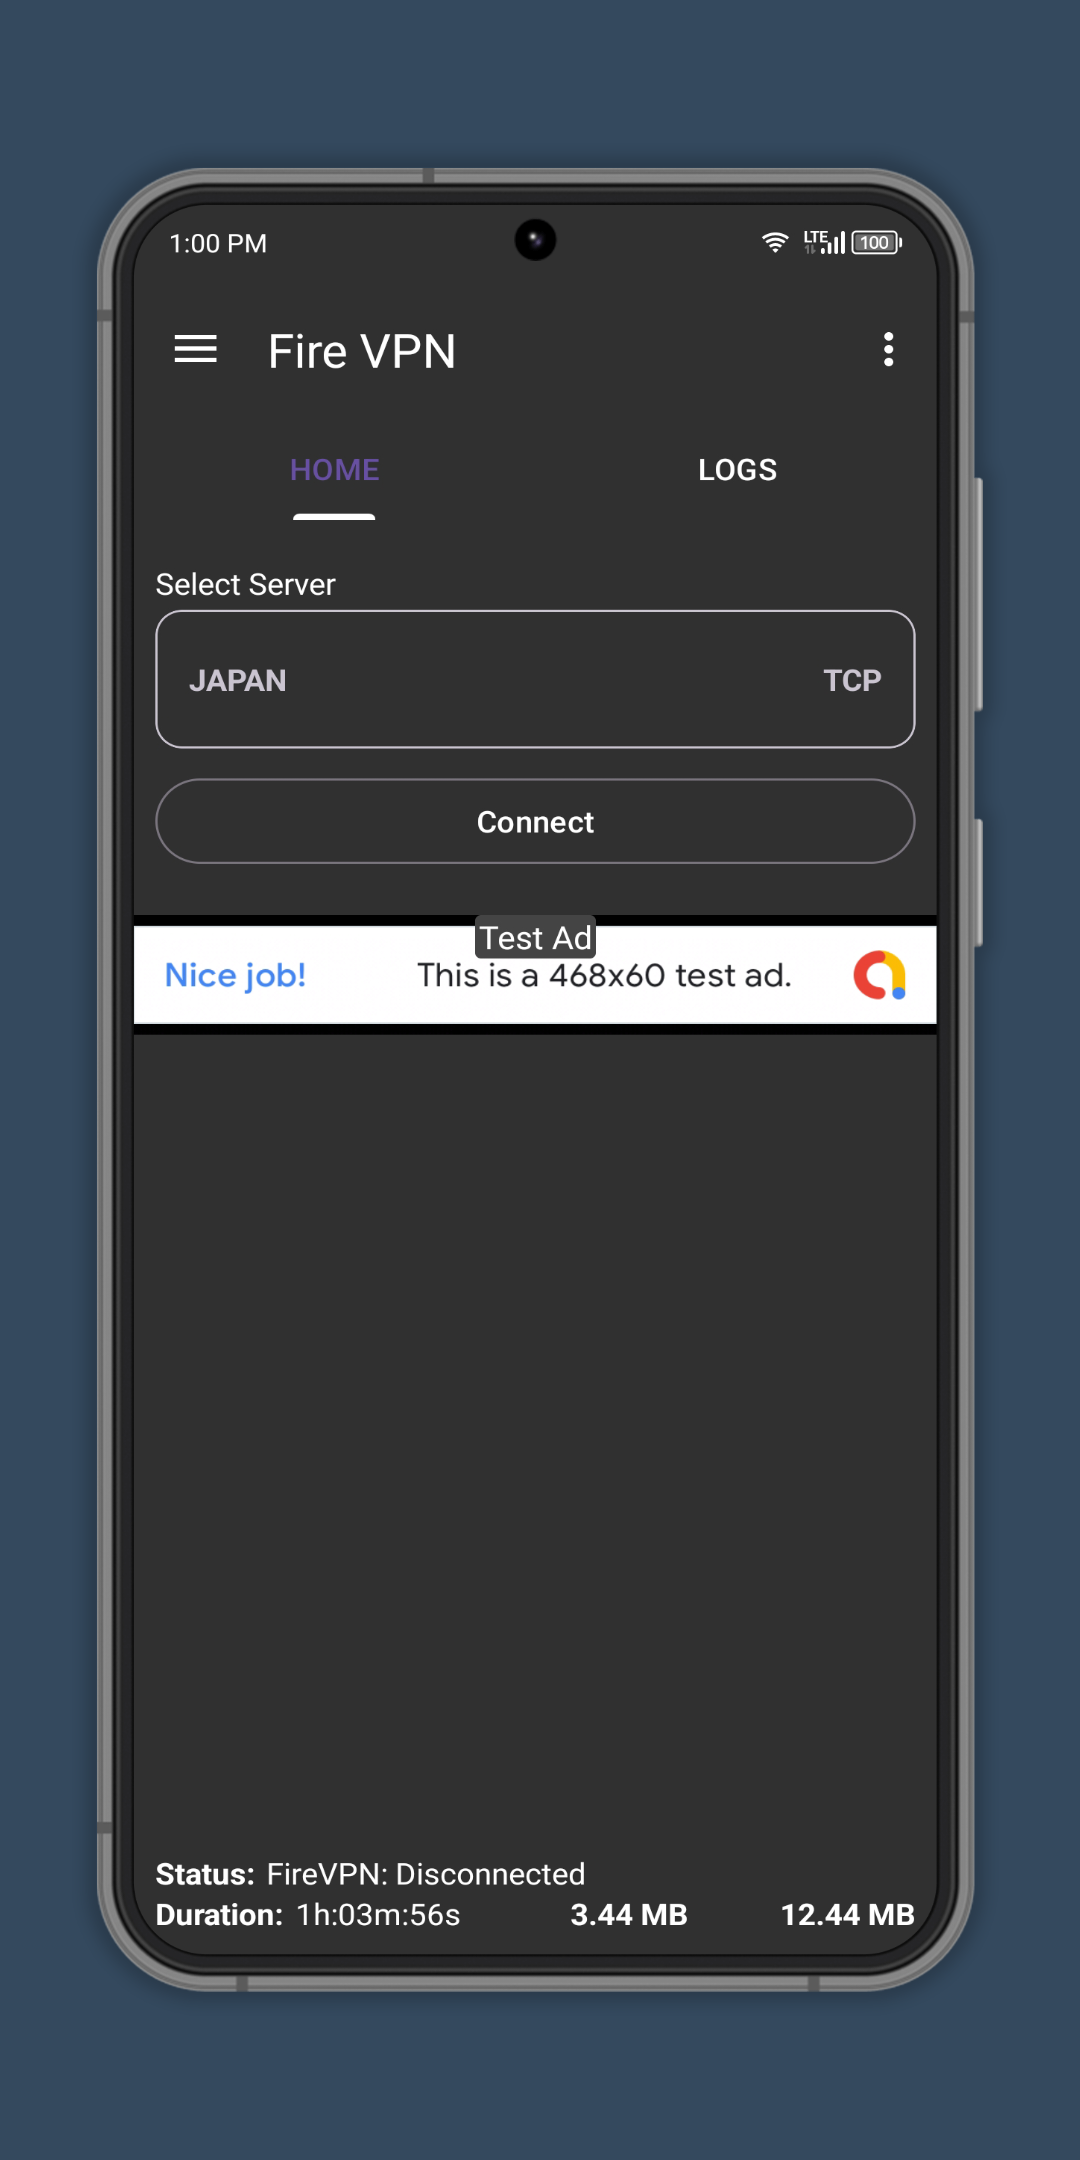 1:00 PM LTE 100
Fire VPN
HOME LOGS
Select Server
JAPAN TCP
Connect
Test Ad
Nice job! This is a 468x60 test ad.
Status: FireVPN: Disconnected
Duration: 1h:03m:56s 3.44 MB 12.44 MB